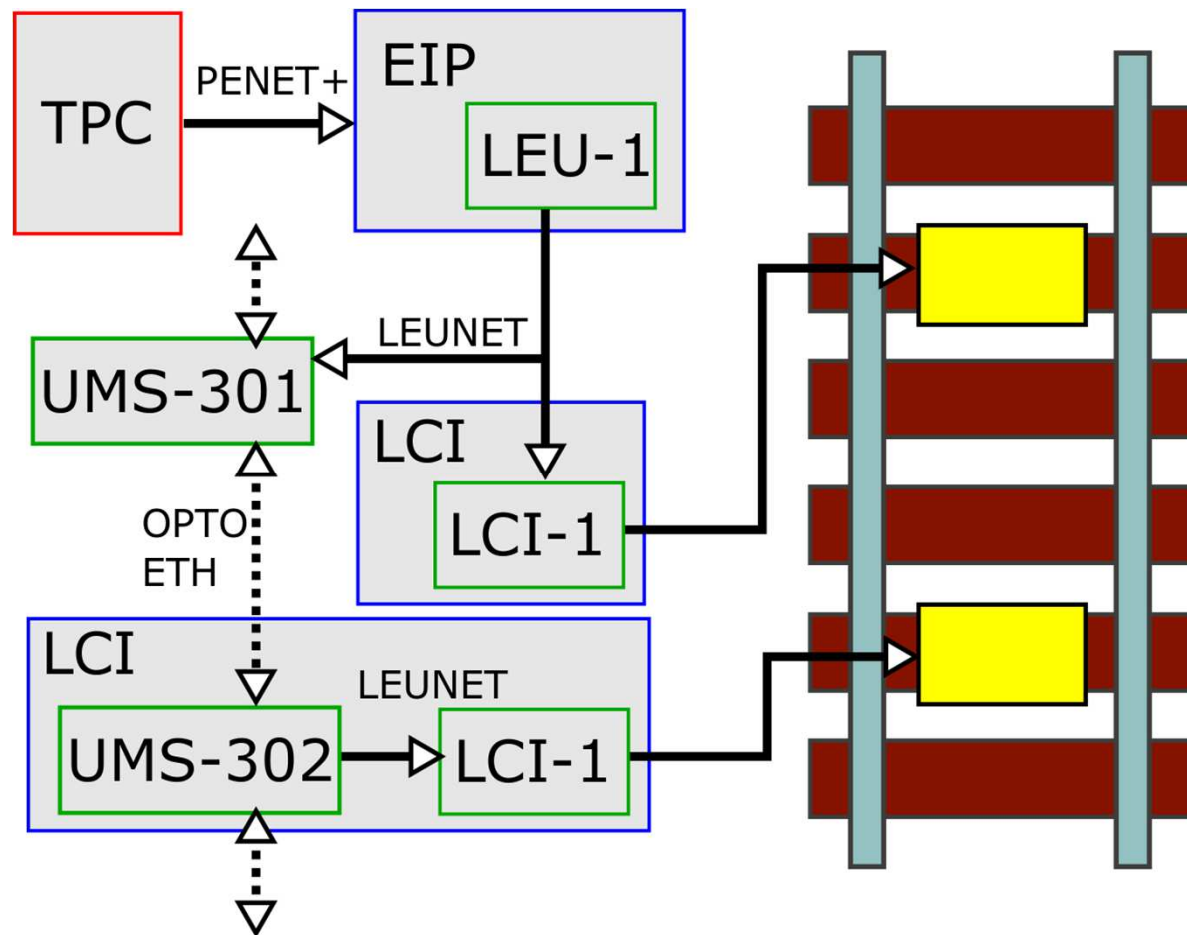 TPC
PENET+
EIP
LEU-1
LEUNET
UMS-301
LCI
LCI-1
OPTO
ETH
LCI
LEUNET
UMS-302
LCI-1